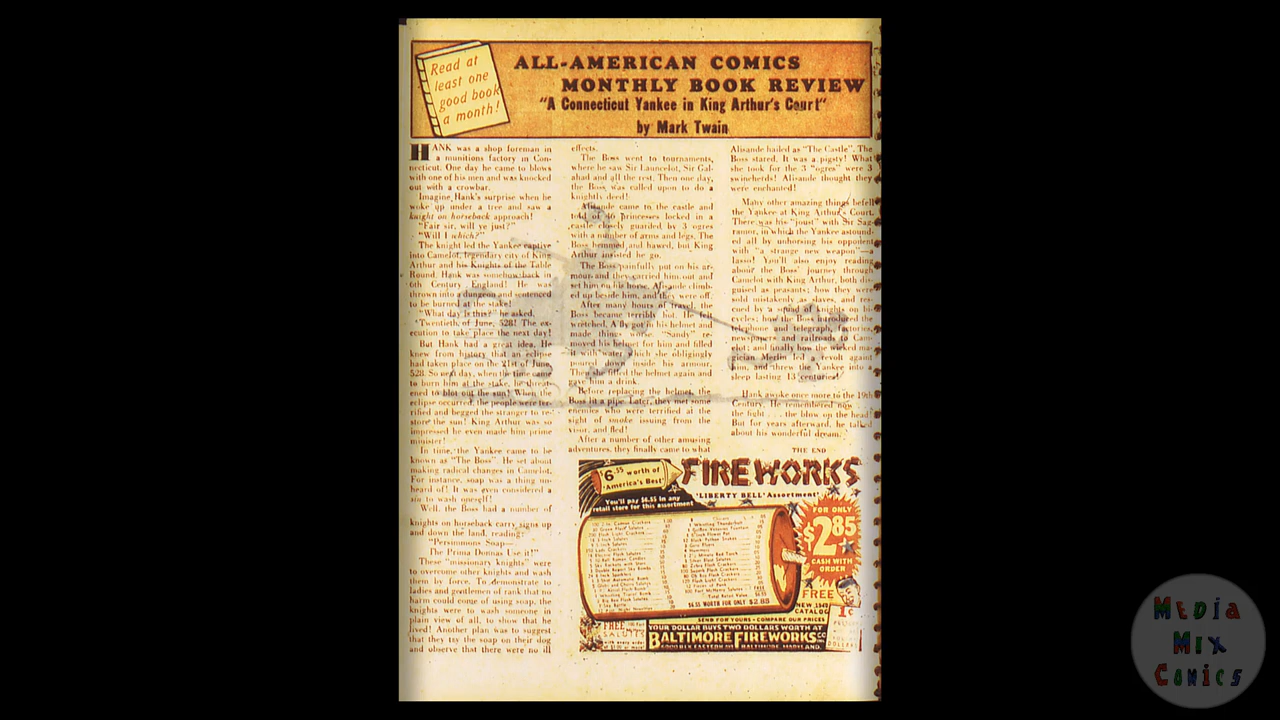 Read at
least one
good book
a month!
ALL-AMERICAN COMICS
MONTHLY BOOK REVIEW
"A Connecticut Yankee in King Arthur's Court"
by Mark Twain
HANK was a shop foreman in
a munitions factory in Con-
necticut. One day he came to blows
with one of his men and was knocked
out with a crowbar.
Imagine Hank's surprise when he
woke up under a tree and saw a
knight on horseback approach!
"Fair sir, will ye just?"
"Will I which?"
The knight led the Yankee captive
into Camelot, legendary city of King
Arthur and his Knights of the Table
Round. Hank was somehow back in
6th Century England! He was
thrown into a dungeon and sentenced
to be burned at the stake!
"What day is this?" he asked.
"Twentieth of June, 528! The ex-
ecution to take place the next day!
But Hank had a great idea. He
knew from history that an eclipse
had taken place on the 21st of June,
528. So next day, when the time came
to burn him at the stake, he threat-
ened to blot out the sun! When the
eclipse occurred, the people were ter-
rified and begged the stranger to re-
store the sun! King Arthur was so
impressed he even made him prime
minister!
In time, the Yankee came to be
known as "The Boss". He set about
making radical changes in Camelot.
For instance, soap was a thing un-
heard of! It was even considered a
sin to wash oneself!
Well, the Boss had a number of
knights on horseback carry signs up
and down the land, reading:
"Persimmons Soap—
The Prima Donnas Use it!"
These "missionary knights" were
to overcome other knights and wash
them by force. To demonstrate to
ladies and gentlemen of rank that no
harm could come of using soap, the
knights were to wash someone in
plain view of all, to show that he
lived! Another plan was to suggest
that they try the soap on their dog
and observe that there were no ill
effects.
The Boss went to tournaments,
where he saw Sir Launcelot, Sir Gal-
ahad and all the rest. Then one day,
the Boss was called upon to do a
knightly deed!
Alisande came to the castle and
told of princesses locked in a
castle closely guarded by 3 ogres
with a number of arms and legs. The
Boss hemmed and hawed, but King
Arthur insisted he go.
The Boss painfully put on his ar-
mour and they carried him out and
set him on his horse. Alisande climb-
ed up beside him, and they were off.
After many hours of travel, the
Boss became terribly hot. He felt
wretched. A fly got in his helmet and
made things worse. "Sandy" re-
moved his helmet for him and filled
it with water which she obligingly
poured down inside his armour.
Then she filled the helmet again and
gave him a drink.
Before replacing the helmet, the
Boss lit a pipe. Later, they met some
enemies who were terrified at the
sight of smoke issuing from the
visor, and fled!
After a number of other amusing
adventures, they finally came to what
Alisande hailed as "The Castle". The
Boss stared. It was a pigsty! What
she took for the 3 "ogres" were 3
swineherds! Alisande thought they
were enchanted!
Many other amazing things befell
the Yankee at King Arthur's Court.
There was his "joust" with Sir Sag-
ramor, in which the Yankee astound-
ed all by unhorsing his opponent
with "a strange new weapon"—a
lasso! You'll also enjoy reading
about the Boss' journey through
Camelot with King Arthur, both dis-
guised as peasants; how they were
sold mistakenly as slaves, and res-
cued by a squad of knights on bi-
cycles; how the Boss introduced the
telephone and telegraph, factories,
newspapers and railroads to Cam-
elot; and finally how the wicked ma-
gician Merlin led a revolt against
him, and threw the Yankee into a
sleep lasting 13 centuries!
Hank awoke once more to the 19th
Century. He remembered now
the fight . . . the blow on the head!
But for years afterward, he talked
about his wonderful dream.
THE END
$6.55 worth of
'America's Best'
FIREWORKS
'LIBERTY BELL' Assortment
You'll pay $6.55 in any
retail store for this assortment
FOR ONLY
$2.85
CASH WITH
ORDER
$6.55 WORTH FOR ONLY $2.85
FREE
CATALOG
1¢
SEND FOR YOURS - COMPARE OUR PRICES
FREE
SALUTES
YOUR DOLLAR BUYS TWO DOLLARS WORTH AT
BALTIMORE FIREWORKS CO
BALTIMORE, MARYLAND.
MEDIA
MIX
COMICS